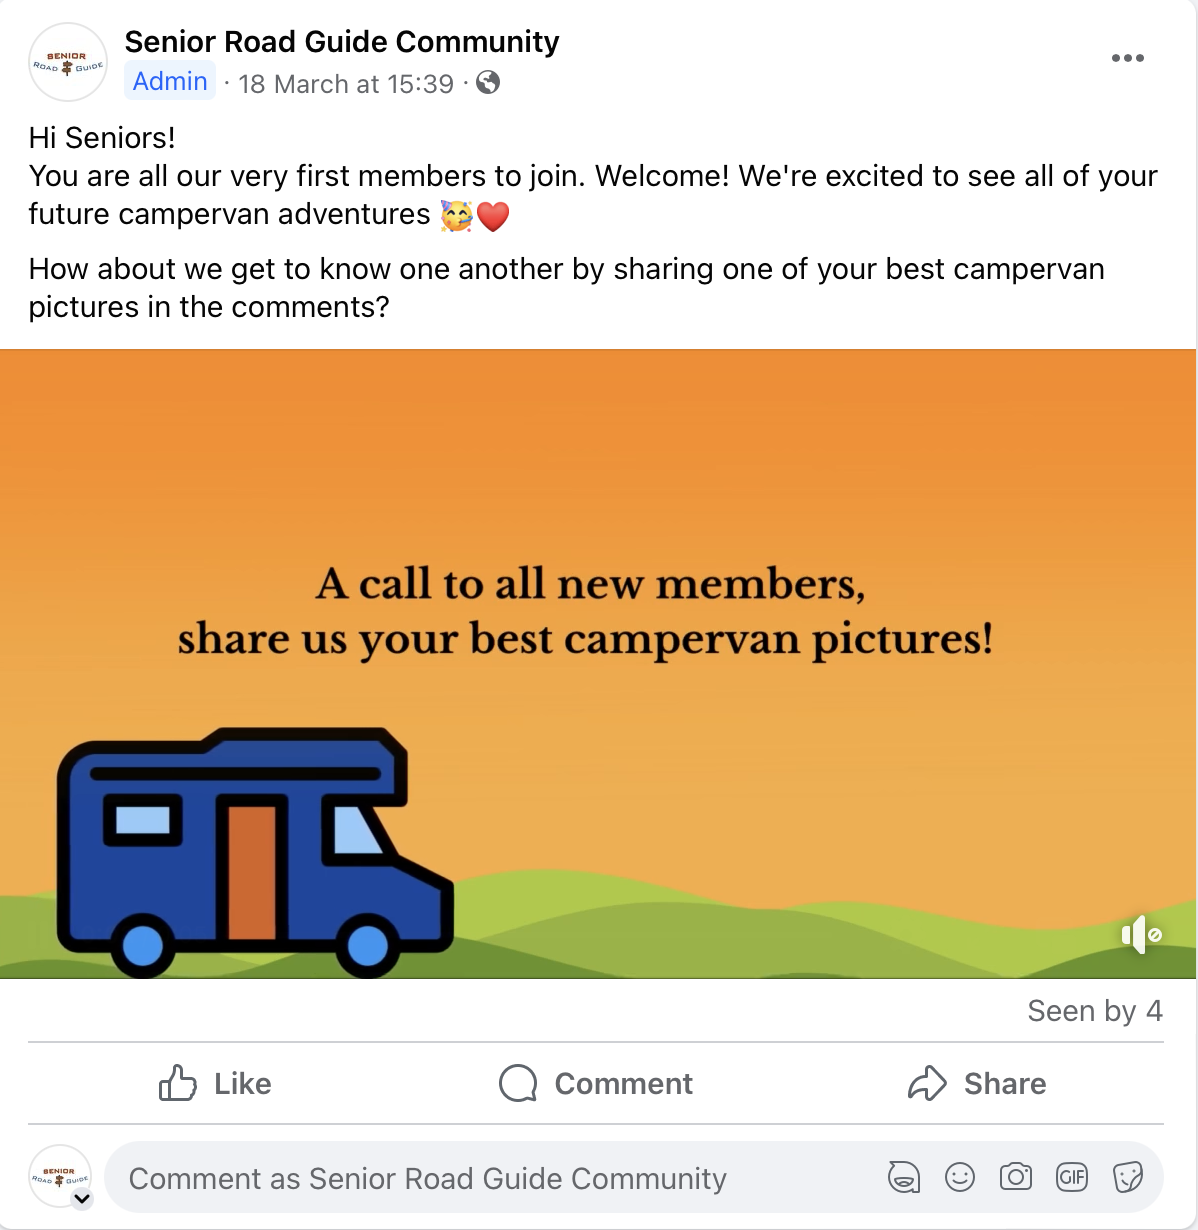 SENIOR
ROAD GUIDE
Senior Road Guide Community
Admin · 18 March at 15:39 ·
Hi Seniors!
You are all our very first members to join. Welcome! We're excited to see all of your
future campervan adventures 🥳❤️
How about we get to know one another by sharing one of your best campervan
pictures in the comments?
A call to all new members,
share us your best campervan pictures!
Seen by 4
Like
Comment
Share
SENIOR
ROAD GUIDE
Comment as Senior Road Guide Community
GIF